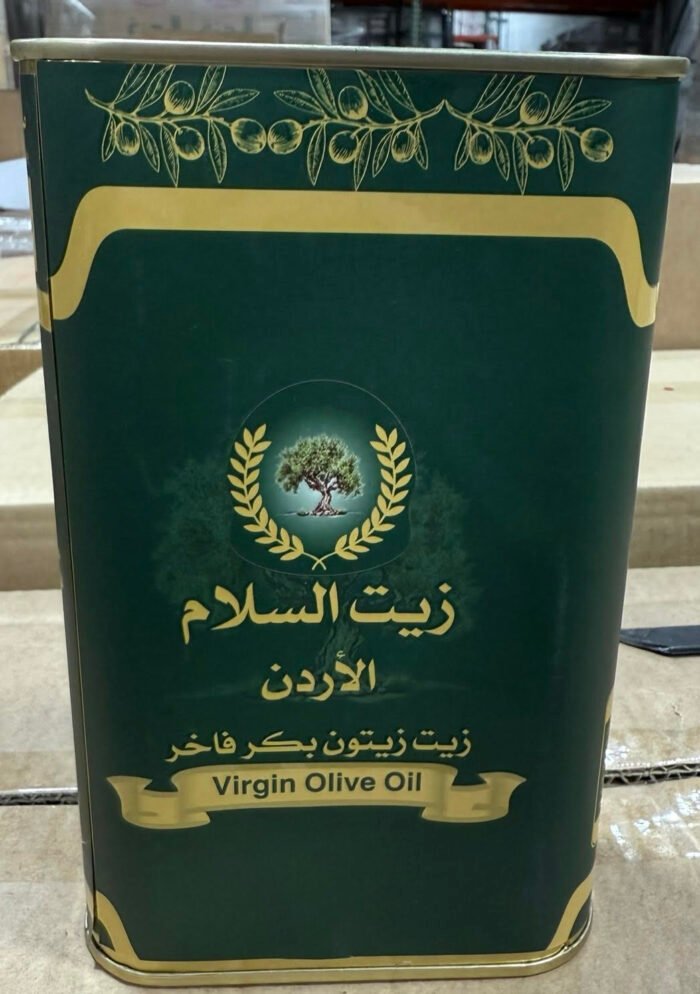 زيت السلام
الأردن
زيت زيتون بكر فاخر
Virgin Olive Oil